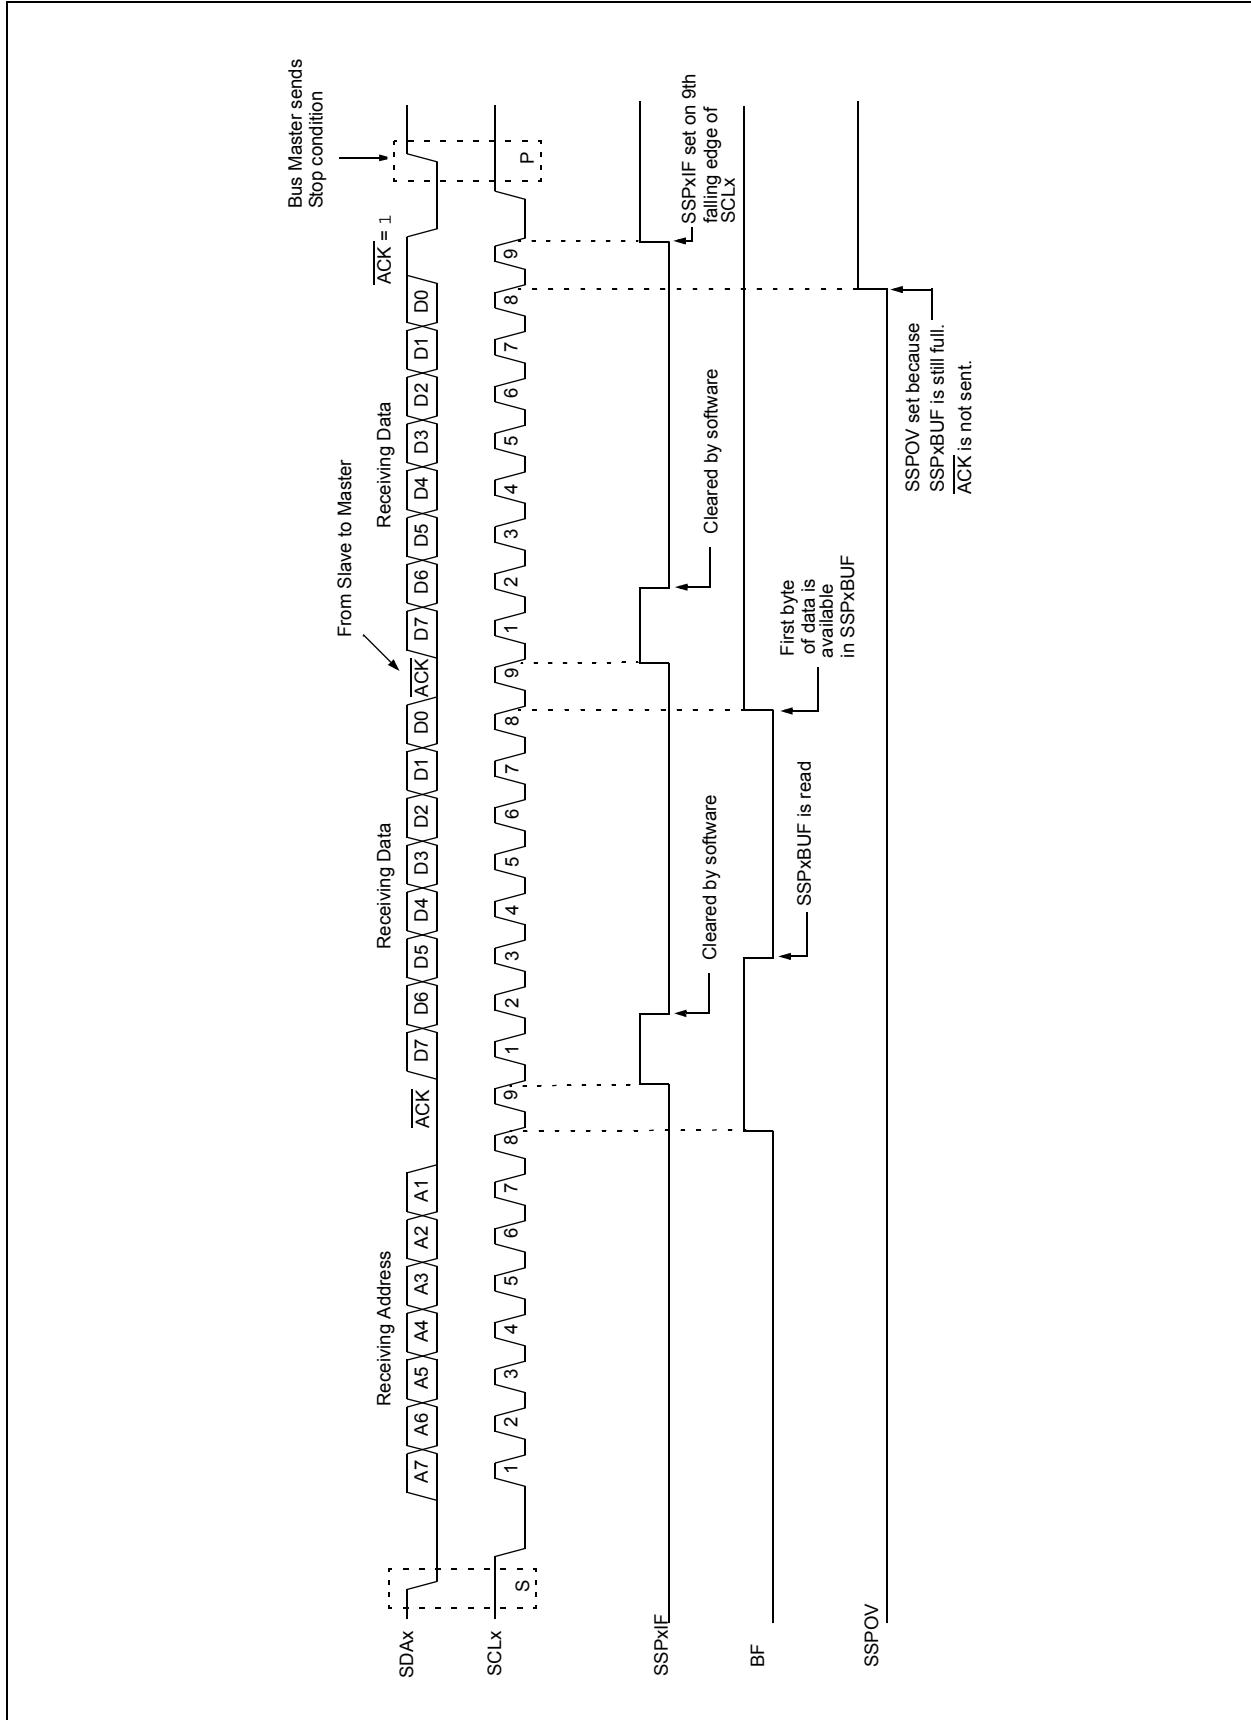 Bus Master sends
Stop condition
From Slave to Master
Receiving Address
Receiving Data
Receiving Data
ACK = 1
SDAx
A7 A6 A5 A4 A3 A2 A1 ACK D7 D6 D5 D4 D3 D2 D1 D0 ACK D7 D6 D5 D4 D3 D2 D1 D0
SCLx
S 1 2 3 4 5 6 7 8 9 1 2 3 4 5 6 7 8 9 1 2 3 4 5 6 7 8 9 P
SSPxIF
Cleared by software
Cleared by software
SSPxIF set on 9th
falling edge of
SCLx
BF
SSPxBUF is read
First byte
of data is
available
in SSPxBUF
SSPOV
SSPOV set because
SSPxBUF is still full.
ACK is not sent.